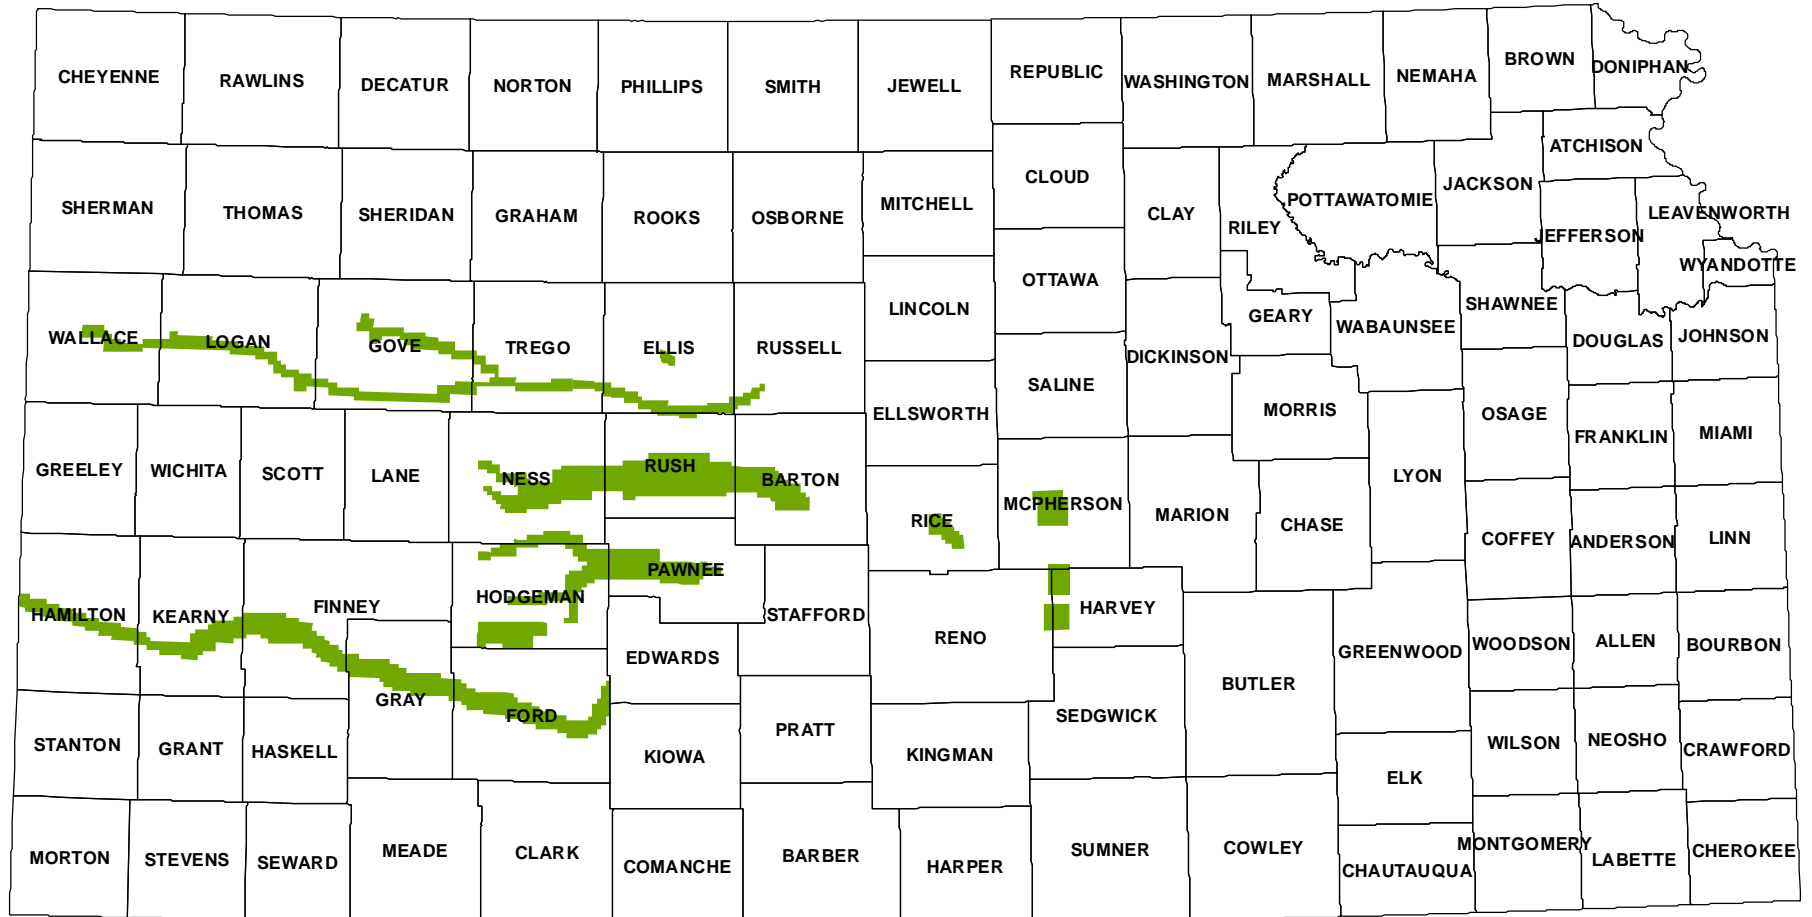 CHEYENNE
RAWLINS
DECATUR
NORTON
PHILLIPS
SMITH
JEWELL
REPUBLIC
WASHINGTON
MARSHALL
NEMAHA
BROWN
DONIPHAN
ATCHISON
SHERMAN
THOMAS
SHERIDAN
GRAHAM
ROOKS
OSBORNE
MITCHELL
CLOUD
CLAY
RILEY
POTTAWATOMIE
JACKSON
JEFFERSON
LEAVENWORTH
WYANDOTTE
WALLACE
LOGAN
GOVE
TREGO
ELLIS
RUSSELL
LINCOLN
OTTAWA
DICKINSON
GEARY
WABAUNSEE
SHAWNEE
DOUGLAS
JOHNSON
GREELEY
WICHITA
SCOTT
LANE
NESS
RUSH
BARTON
ELLSWORTH
SALINE
MORRIS
LYON
OSAGE
FRANKLIN
MIAMI
RICE
MCPHERSON
MARION
CHASE
COFFEY
ANDERSON
LINN
HAMILTON
KEARNY
FINNEY
HODGEMAN
PAWNEE
STAFFORD
RENO
HARVEY
EDWARDS
GRAY
FORD
BUTLER
GREENWOOD
WOODSON
ALLEN
BOURBON
STANTON
GRANT
HASKELL
KIOWA
PRATT
KINGMAN
SEDGWICK
ELK
WILSON
NEOSHO
CRAWFORD
MORTON
STEVENS
SEWARD
MEADE
CLARK
COMANCHE
BARBER
HARPER
SUMNER
COWLEY
CHAUTAUQUA
MONTGOMERY
LABETTE
CHEROKEE